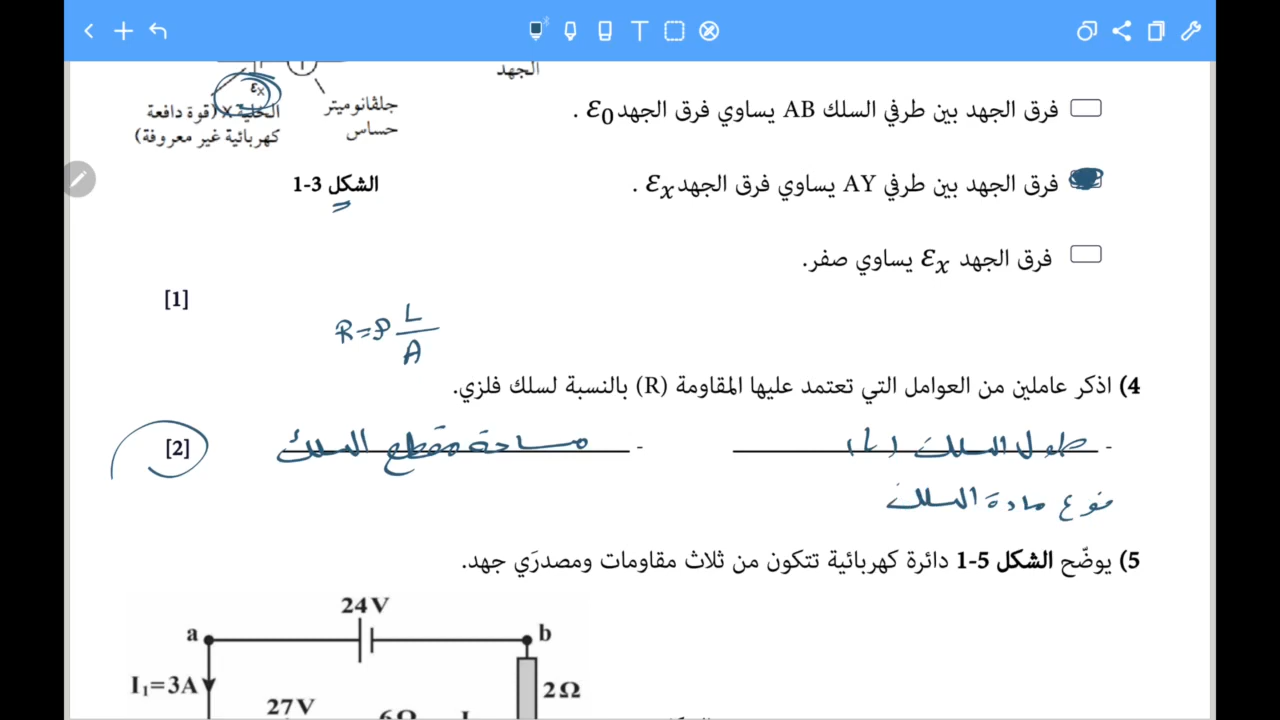 الجهد
εx
الخلية X (قوة دافعة
كهربائية غير معروفة)
جلڤانوميتر
حساس
الشكل 3-1
فرق الجهد بين طرفي السلك AB يساوي فرق الجهد ε0 .
فرق الجهد بين طرفي AY يساوي فرق الجهد εx .
فرق الجهد εx يساوي صفر.
[1]
R=ρ L/A
4) اذكر عاملين من العوامل التي تعتمد عليها المقاومة (R) بالنسبة لسلك فلزي.
- طول السلك (L) - مساحة مقطع السلك [2]
نوع مادة السلك
5) يوضّح الشكل 5-1 دائرة كهربائية تتكون من ثلاث مقاومات ومصدرَي جهد.
24V
a b
I1=3A 2Ω
27V 6Ω I